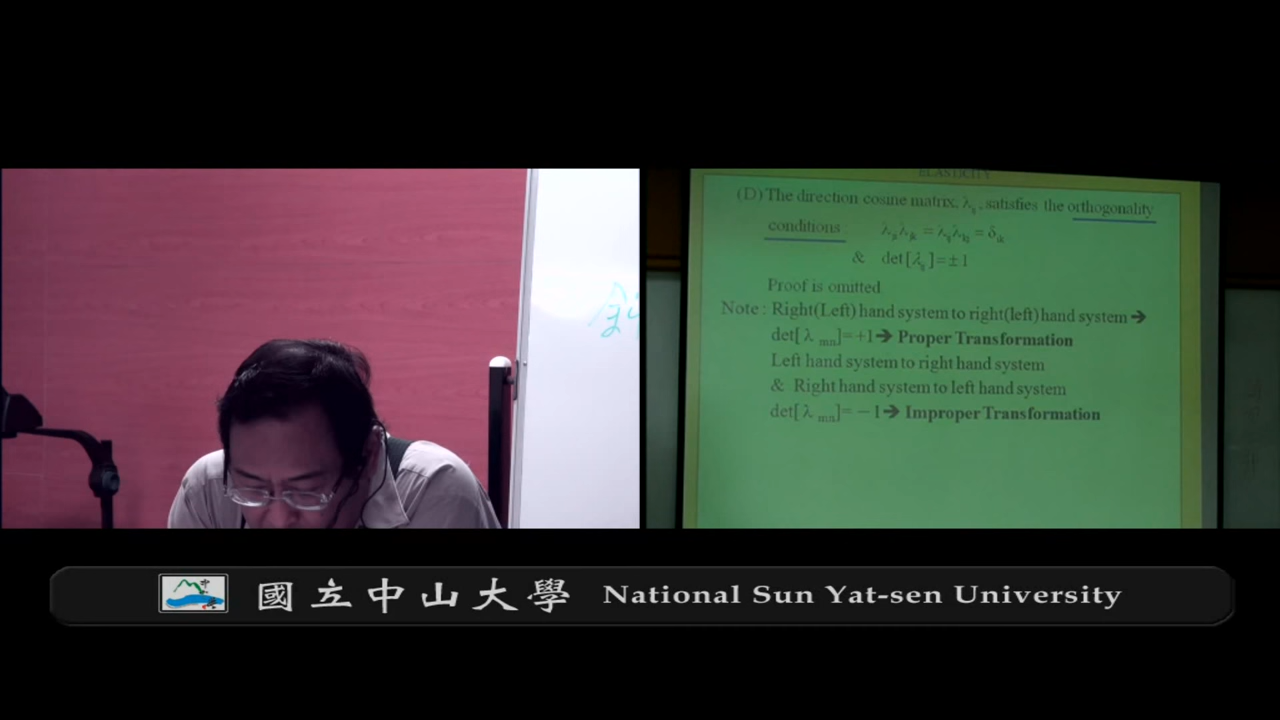 ELASTICITY
(D) The direction cosine matrix, λij, satisfies the orthogonality
conditions: λjiλjk = λijλkj = δik
& det[λij] = ±1
Proof is omitted
Note : Right(Left) hand system to right(left) hand system ➔
det[λ mn]=+1➔ Proper Transformation
Left hand system to right hand system
& Right hand system to left hand system
det[λ mn]= −1➔ Improper Transformation
國立中山大學 National Sun Yat-sen University